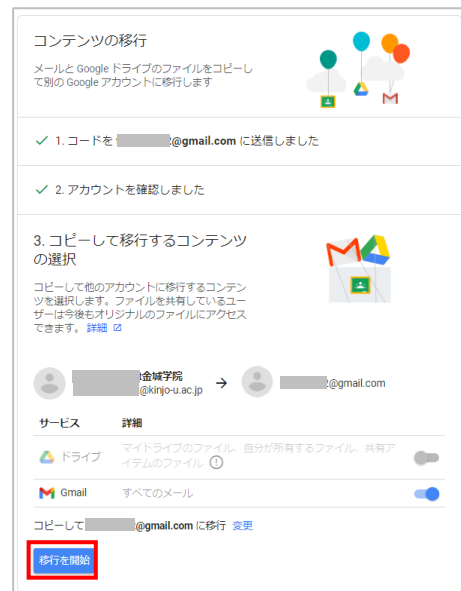 コンテンツの移行
メールと Google ドライブのファイルをコピーし
て別の Google アカウントに移行します
1. コードを 2@gmail.com に送信しました
2. アカウントを確認しました
3. コピーして移行するコンテンツ
の選択
コピーして他のアカウントに移行するコンテン
ツを選択します。ファイルを共有しているユー
ザーは今後もオリジナルのファイルにアクセス
できます。 詳細
金城学院
@kinjo-u.ac.jp
2@gmail.com
サービス 詳細
ドライブ
マイドライブのファイル、自分が所有するファイル、共有ア
イテムのファイル
Gmail すべてのメール
コピーして @gmail.com に移行 変更
移行を開始